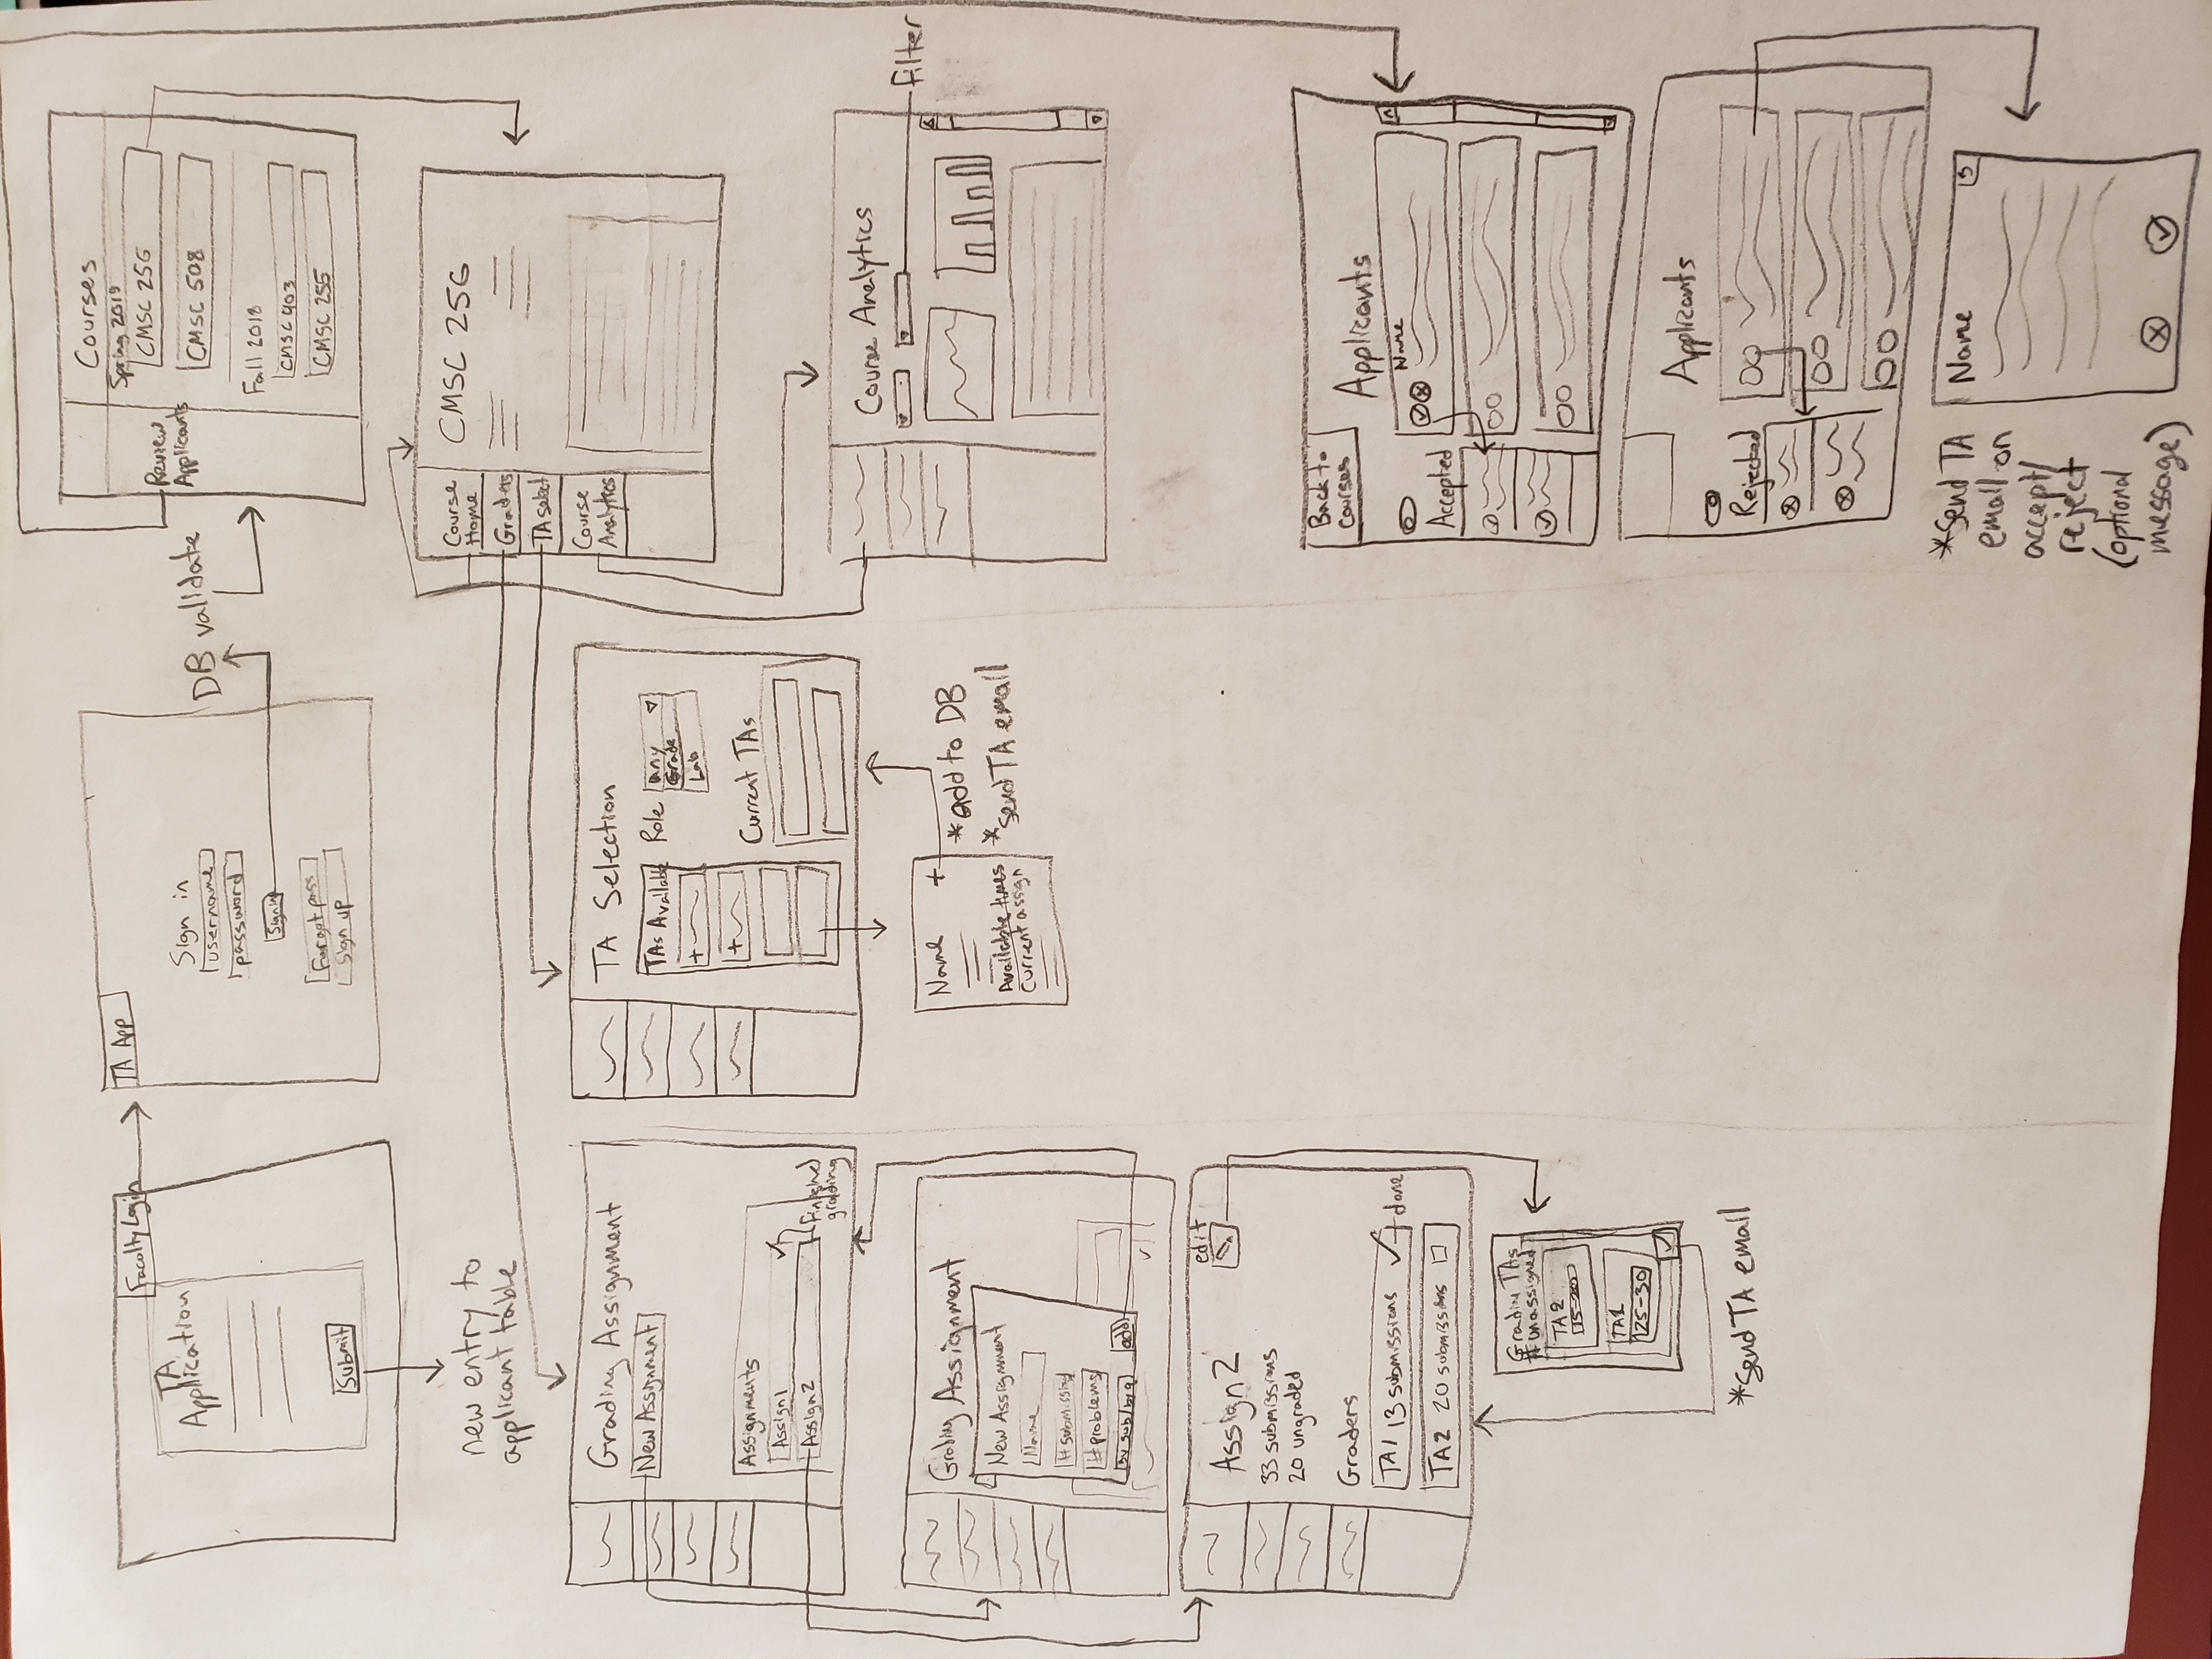 Faculty Login
TA
Application
Submit
new entry to
applicant table
TA App
Sign in
username
password
Sign in
Forgot pass
Sign up
DB validate
Courses
Spring 2019
CMSC 256
CMSC 508
Review
Applicants
Fall 2018
CMSC 403
CMSC 255
Course
Home
Graders
TA select
Course
Analytics
CMSC 256
Grading Assignment
New Assignment
Assignments
Assign1
Assign2
finished
grading
TA Selection
TAs Available
+
+
Role
any
Grade
Lab
Current TAs
Name +
Available times
Current assign
*add to DB
*send TA email
Course Analytics
filter
Grading Assignment
New Assignment
Name
#submissions
#problems
By sub/by q
add
edit
Assign2
33 submissions
20 ungraded
Graders
TA1 13 submissions
done
TA2 20 submissions
Grading TAs
#unassigned
TA2
15-20
TA1
25-30
*Send TA email
Back to
courses
Applicants
Name
Accepted
Applicants
Rejected
*Send TA
email on
accept/
reject
(optional
message)
Name